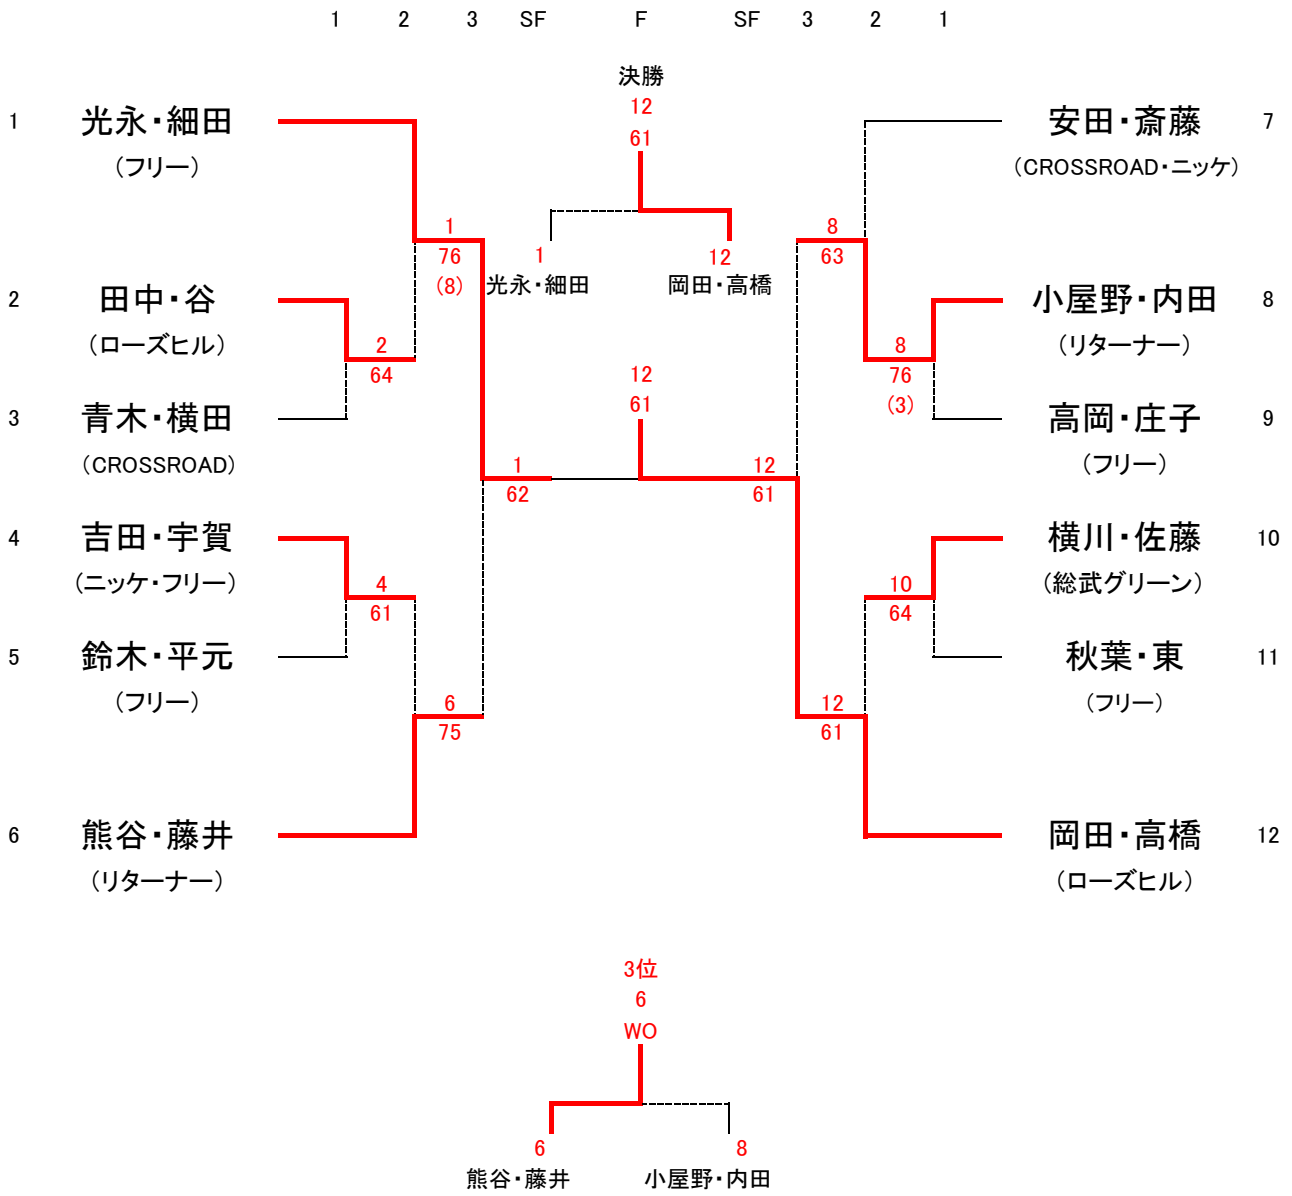 1 2 3 SF F SF 3 2 1
決勝
12
61
1 光永・細田
(フリー)
安田・斎藤 7
(CROSSROAD・ニッケ)
1
76
(8)
1
光永・細田
12
岡田・高橋
8
63
2 田中・谷
(ローズヒル)
小屋野・内田 8
(リターナー)
2
64
8
76
(3)
12
61
3 青木・横田
(CROSSROAD)
高岡・庄子 9
(フリー)
1
62
12
61
4 吉田・宇賀
(ニッケ・フリー)
横川・佐藤 10
(総武グリーン)
4
61
10
64
5 鈴木・平元
(フリー)
秋葉・東 11
(フリー)
6
75
12
61
6 熊谷・藤井
(リターナー)
岡田・高橋 12
(ローズヒル)
3位
6
WO
6
熊谷・藤井
8
小屋野・内田